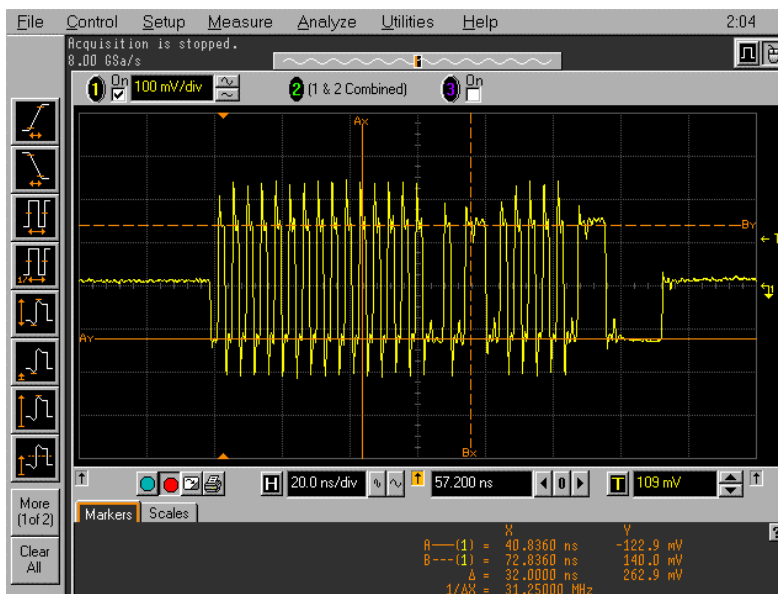 File Control Setup Measure Analyze Utilities Help 2:04
Acquisition is stopped.
8.00 GSa/s
1 On 100 mV/div 2 (1 & 2 Combined) 3 On
Ax
By
Ay
Bx
H 20.0 ns/div 57.200 ns 0 T 109 mV
More
(1 of 2)
Clear
All
Markers Scales
X Y
A——(1) = 40.8360 ns -122.9 mV
B---(1) = 72.8360 ns 140.0 mV
Δ = 32.0000 ns 262.9 mV
1/ΔX = 31.25000 MHz
?